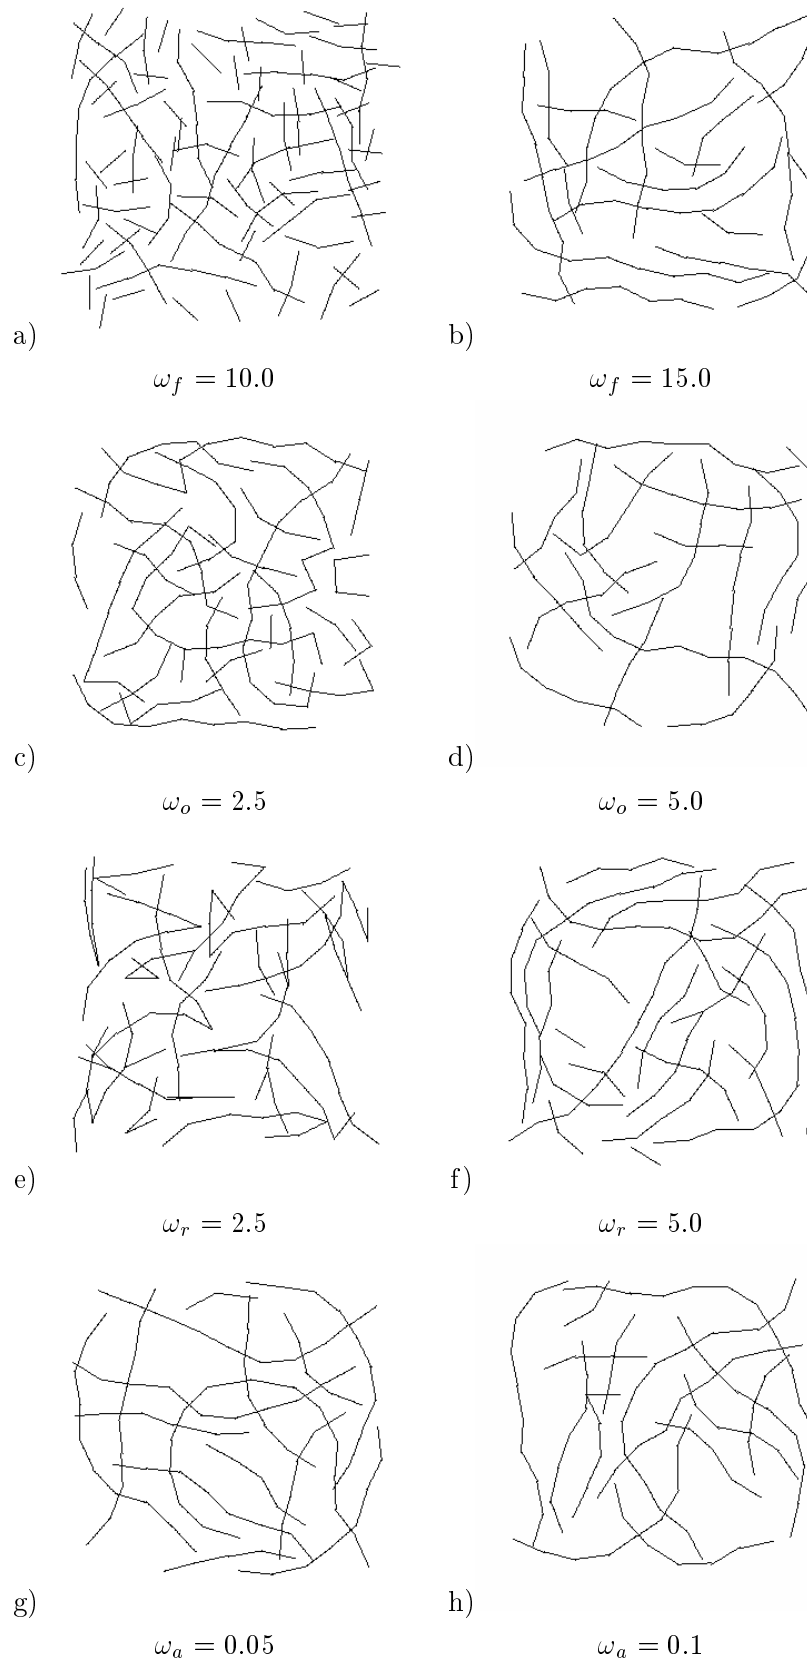 a) b)
ω_f = 10.0 ω_f = 15.0
c) d)
ω_o = 2.5 ω_o = 5.0
e) f)
ω_r = 2.5 ω_r = 5.0
g) h)
ω_a = 0.05 ω_a = 0.1